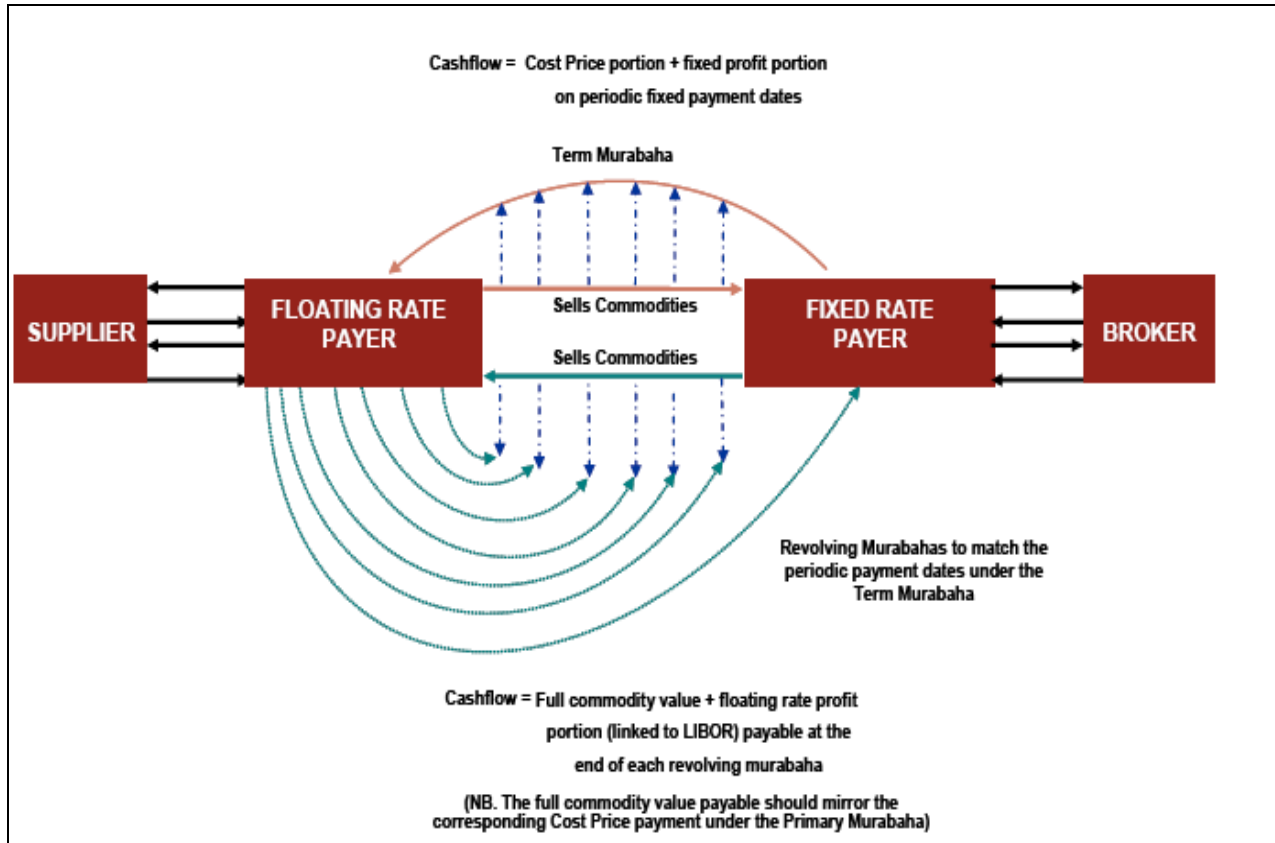 Cashflow = Cost Price portion + fixed profit portion
on periodic fixed payment dates
Term Murabaha
SUPPLIER
FLOATING RATE
PAYER
Sells Commodities
Sells Commodities
FIXED RATE
PAYER
BROKER
Revolving Murabahas to match the
periodic payment dates under the
Term Murabaha
Cashflow = Full commodity value + floating rate profit
portion (linked to LIBOR) payable at the
end of each revolving murabaha
(NB. The full commodity value payable should mirror the
corresponding Cost Price payment under the Primary Murabaha)